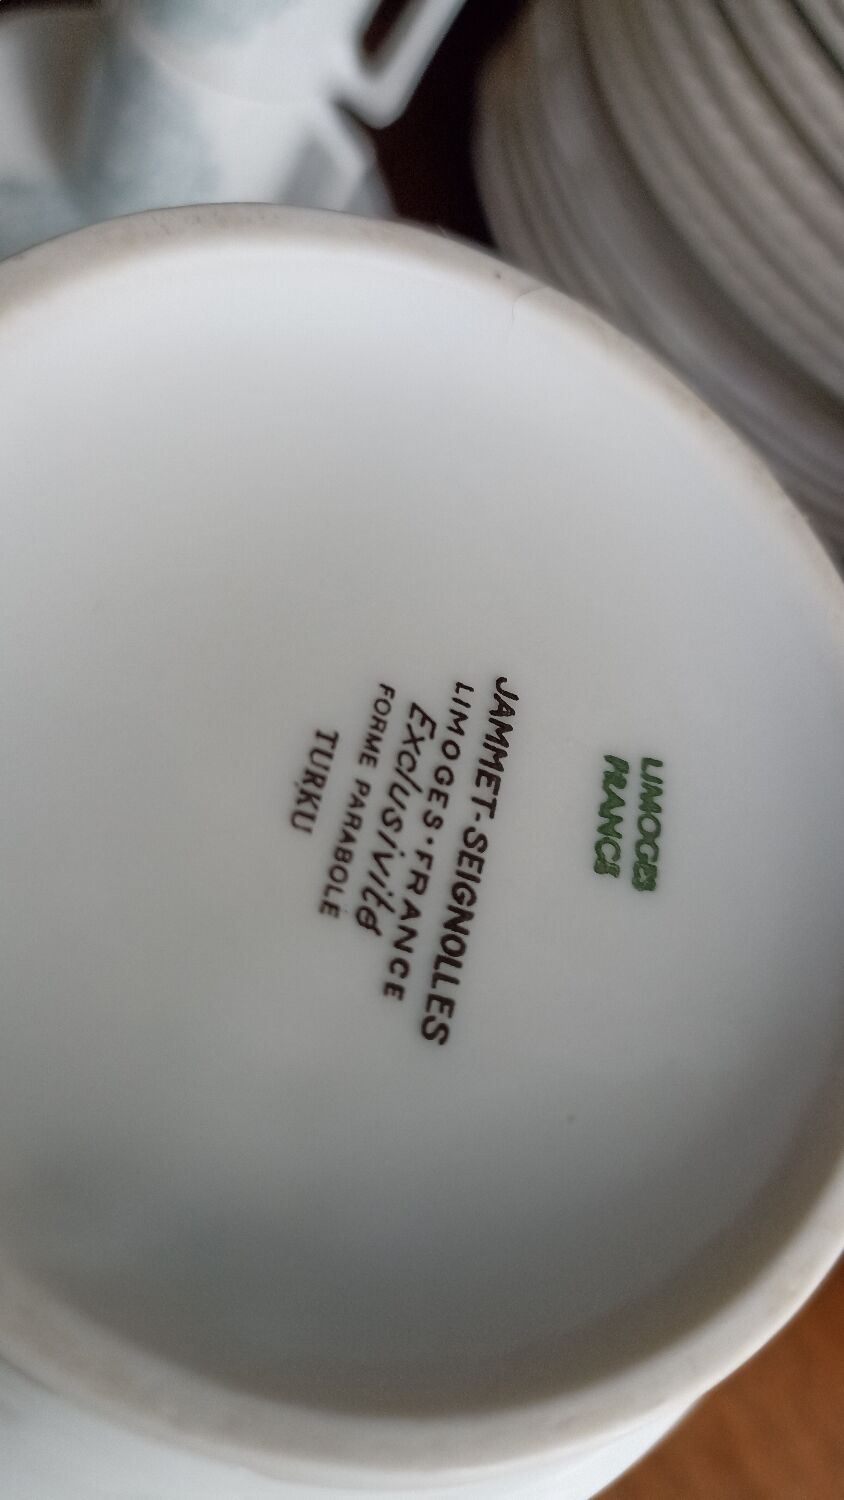 LIMOGES
FRANCE
JAMMET-SEIGNOLLES
LIMOGES·FRANCE
Exclusivité
FORME PARABOLE
TURKU